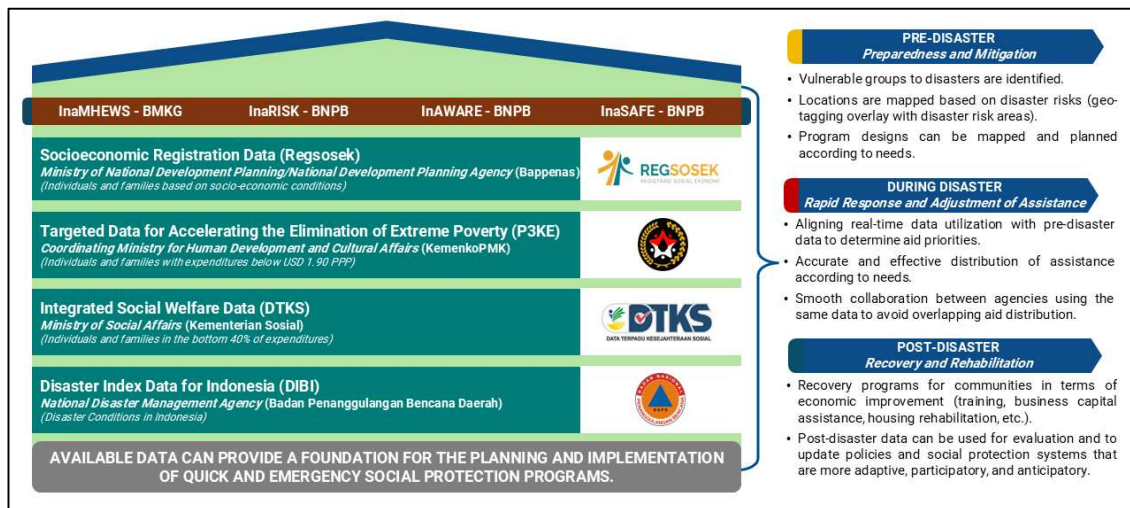 InaMHEWS - BMKG
InaRISK - BNPB
InAWARE - BNPB
InaSAFE - BNPB
Socioeconomic Registration Data (Regsosek)
Ministry of National Development Planning/National Development Planning Agency (Bappenas)
(Individuals and families based on socio-economic conditions)
REGSOSEK
REGISTRASI SOSIAL EKONOMI
Targeted Data for Accelerating the Elimination of Extreme Poverty (P3KE)
Coordinating Ministry for Human Development and Cultural Affairs (KemenkoPMK)
(Individuals and families with expenditures below USD 1.90 PPP)
Integrated Social Welfare Data (DTKS)
Ministry of Social Affairs (Kementerian Sosial)
(Individuals and families in the bottom 40% of expenditures)
DTKS
DATA TERPADU KESEJAHTERAAN SOSIAL
Disaster Index Data for Indonesia (DIBI)
National Disaster Management Agency (Badan Penanggulangan Bencana Daerah)
(Disaster Conditions in Indonesia)
AVAILABLE DATA CAN PROVIDE A FOUNDATION FOR THE PLANNING AND IMPLEMENTATION
OF QUICK AND EMERGENCY SOCIAL PROTECTION PROGRAMS.
PRE-DISASTER
Preparedness and Mitigation
• Vulnerable groups to disasters are identified.
• Locations are mapped based on disaster risks (geo-
tagging overlay with disaster risk areas).
• Program designs can be mapped and planned
according to needs.
DURING DISASTER
Rapid Response and Adjustment of Assistance
• Aligning real-time data utilization with pre-disaster
data to determine aid priorities.
• Accurate and effective distribution of assistance
according to needs.
• Smooth collaboration between agencies using the
same data to avoid overlapping aid distribution.
POST-DISASTER
Recovery and Rehabilitation
• Recovery programs for communities in terms of
economic improvement (training, business capital
assistance, housing rehabilitation, etc.).
• Post-disaster data can be used for evaluation and to
update policies and social protection systems that
are more adaptive, participatory, and anticipatory.